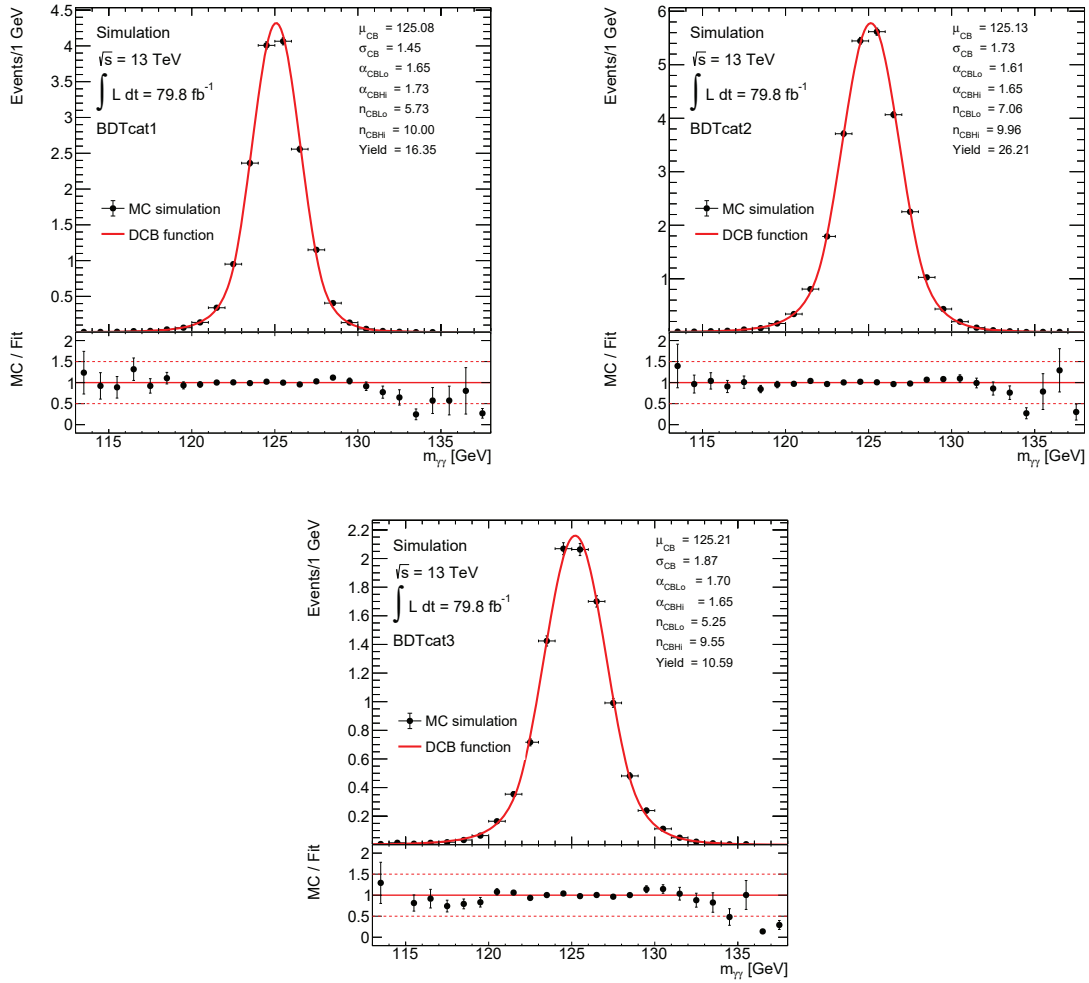 Events/1 GeV
4.5
4
3.5
3
2.5
2
1.5
1
0.5
Simulation
√s = 13 TeV
∫ L dt = 79.8 fb⁻¹
BDTcat1
MC simulation
DCB function
μCB = 125.08
σCB = 1.45
αCBLo = 1.65
αCBHi = 1.73
nCBLo = 5.73
nCBHi = 10.00
Yield = 16.35
MC / Fit
2
1.5
1
0.5
0
115 120 125 130 135
mγγ [GeV]
Events/1 GeV
6
5
4
3
2
1
Simulation
√s = 13 TeV
∫ L dt = 79.8 fb⁻¹
BDTcat2
MC simulation
DCB function
μCB = 125.13
σCB = 1.73
αCBLo = 1.61
αCBHi = 1.65
nCBLo = 7.06
nCBHi = 9.96
Yield = 26.21
MC / Fit
2
1.5
1
0.5
0
115 120 125 130 135
mγγ [GeV]
Events/1 GeV
2.2
2
1.8
1.6
1.4
1.2
1
0.8
0.6
0.4
0.2
Simulation
√s = 13 TeV
∫ L dt = 79.8 fb⁻¹
BDTcat3
MC simulation
DCB function
μCB = 125.21
σCB = 1.87
αCBLo = 1.70
αCBHi = 1.65
nCBLo = 5.25
nCBHi = 9.55
Yield = 10.59
MC / Fit
2
1.5
1
0.5
0
115 120 125 130 135
mγγ [GeV]